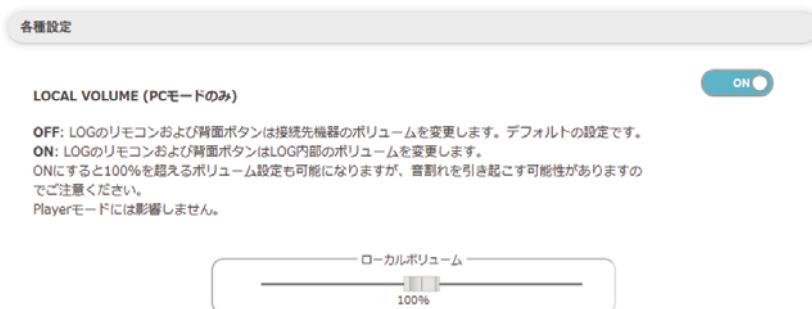 各種設定
ON
LOCAL VOLUME (PCモードのみ)
OFF: LOGのリモコンおよび背面ボタンは接続先機器のボリュームを変更します。デフォルトの設定です。
ON: LOGのリモコンおよび背面ボタンはLOG内部のボリュームを変更します。
ONにすると100%を超えるボリューム設定も可能になりますが、音割れを引き起こす可能性がありますの
でご注意ください。
Playerモードには影響しません。
ローカルボリューム
100%